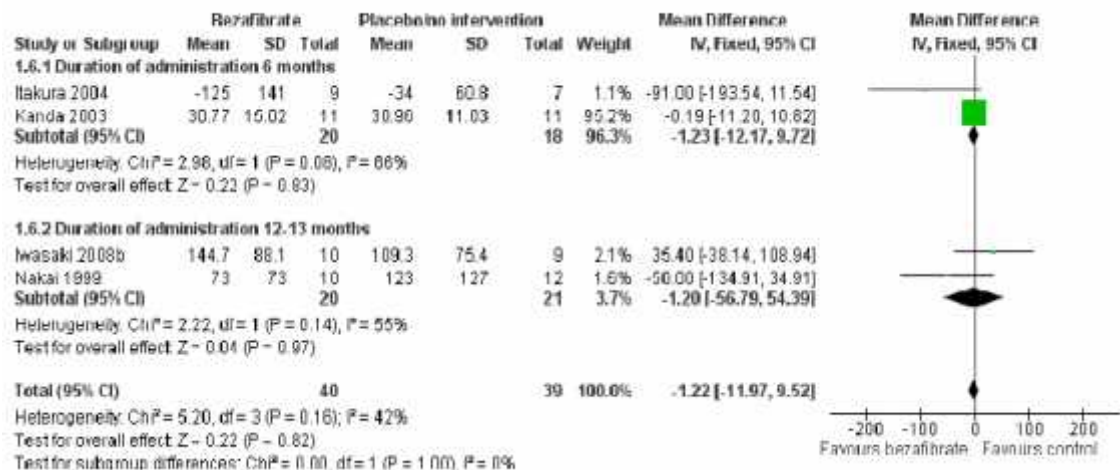 Bezafibrate Placebo/no intervention Mean Difference Mean Difference
Study or Subgroup Mean SD Total Mean SD Total Weight IV, Fixed, 95% CI IV, Fixed, 95% CI
1.6.1 Duration of administration 6 months
Itakura 2004 -125 141 9 -34 60.8 7 1.1% -91.00 [-193.54, 11.54]
Kanda 2003 30.77 15.02 11 30.96 11.03 11 95.2% -0.19 [-11.20, 10.82]
Subtotal (95% CI) 20 18 96.3% -1.23 [-12.17, 9.72]
Heterogeneity: Chi² = 2.98, df = 1 (P = 0.08); I² = 66%
Test for overall effect: Z = 0.22 (P = 0.83)
1.6.2 Duration of administration 12-13 months
Iwasaki 2008b 144.7 88.1 10 109.3 75.4 9 2.1% 35.40 [-38.14, 108.94]
Nakai 1999 73 73 10 123 127 12 1.6% -50.00 [-134.91, 34.91]
Subtotal (95% CI) 20 21 3.7% -1.20 [-56.79, 54.39]
Heterogeneity: Chi² = 2.22, df = 1 (P = 0.14); I² = 55%
Test for overall effect: Z = 0.04 (P = 0.97)
Total (95% CI) 40 39 100.0% -1.22 [-11.97, 9.52]
Heterogeneity: Chi² = 5.20, df = 3 (P = 0.16); I² = 42%
Test for overall effect: Z = 0.22 (P = 0.82)
Test for subgroup differences: Chi² = 0.00, df = 1 (P = 1.00), I² = 0%
-200 -100 0 100 200
Favours bezafibrate Favours control